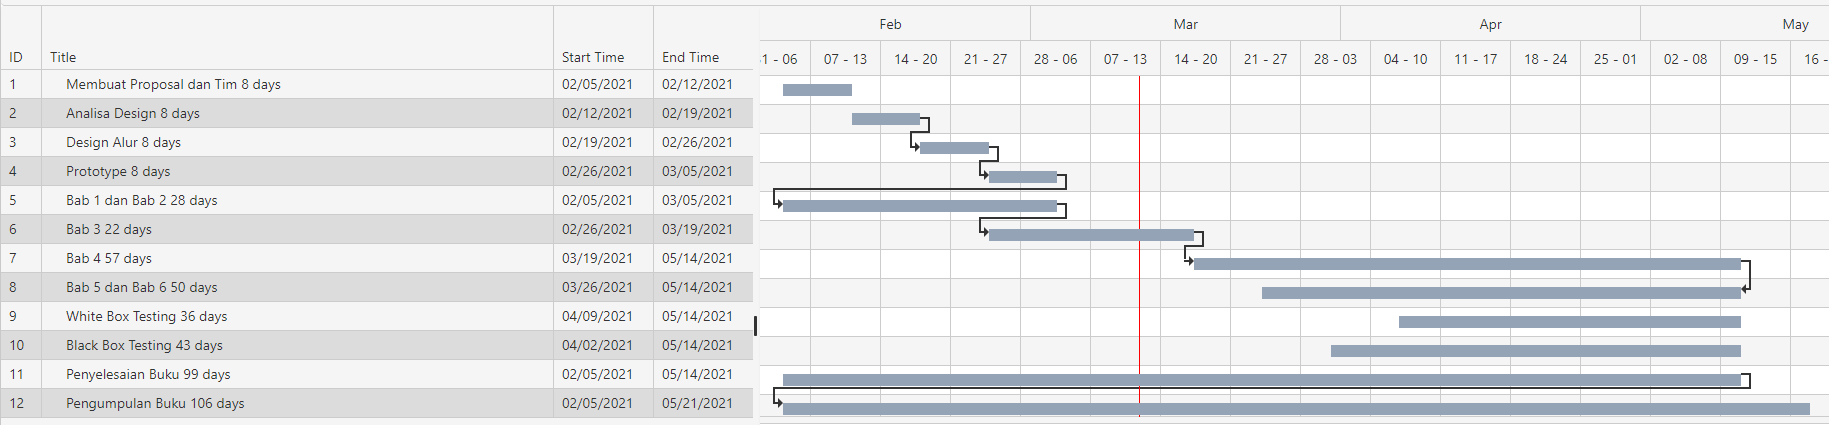 Feb Mar Apr May
ID Title Start Time End Time 31 - 06 07 - 13 14 - 20 21 - 27 28 - 06 07 - 13 14 - 20 21 - 27 28 - 03 04 - 10 11 - 17 18 - 24 25 - 01 02 - 08 09 - 15 16 -
1 Membuat Proposal dan Tim 8 days 02/05/2021 02/12/2021
2 Analisa Design 8 days 02/12/2021 02/19/2021
3 Design Alur 8 days 02/19/2021 02/26/2021
4 Prototype 8 days 02/26/2021 03/05/2021
5 Bab 1 dan Bab 2 28 days 02/05/2021 03/05/2021
6 Bab 3 22 days 02/26/2021 03/19/2021
7 Bab 4 57 days 03/19/2021 05/14/2021
8 Bab 5 dan Bab 6 50 days 03/26/2021 05/14/2021
9 White Box Testing 36 days 04/09/2021 05/14/2021
10 Black Box Testing 43 days 04/02/2021 05/14/2021
11 Penyelesaian Buku 99 days 02/05/2021 05/14/2021
12 Pengumpulan Buku 106 days 02/05/2021 05/21/2021